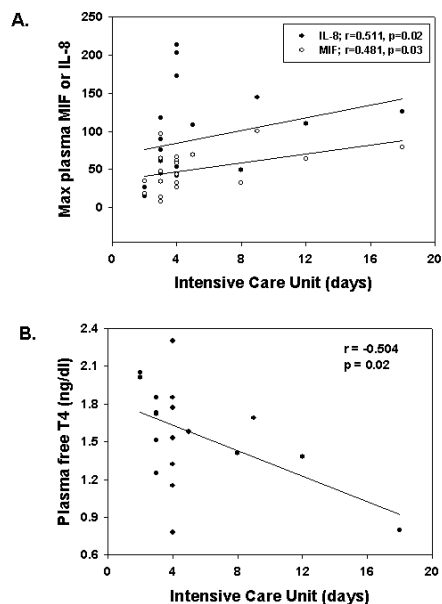 A.
IL-8; r=0.511, p=0.02
MIF; r=0.481, p=0.03
Max plasma MIF or IL-8
250
200
150
100
50
0
0 4 8 12 16 20
Intensive Care Unit (days)
B.
r = -0.504
p = 0.02
Plasma free T4 (ng/dl)
2.4
2.1
1.8
1.5
1.2
0.9
0.6
0 4 8 12 16 20
Intensive Care Unit (days)